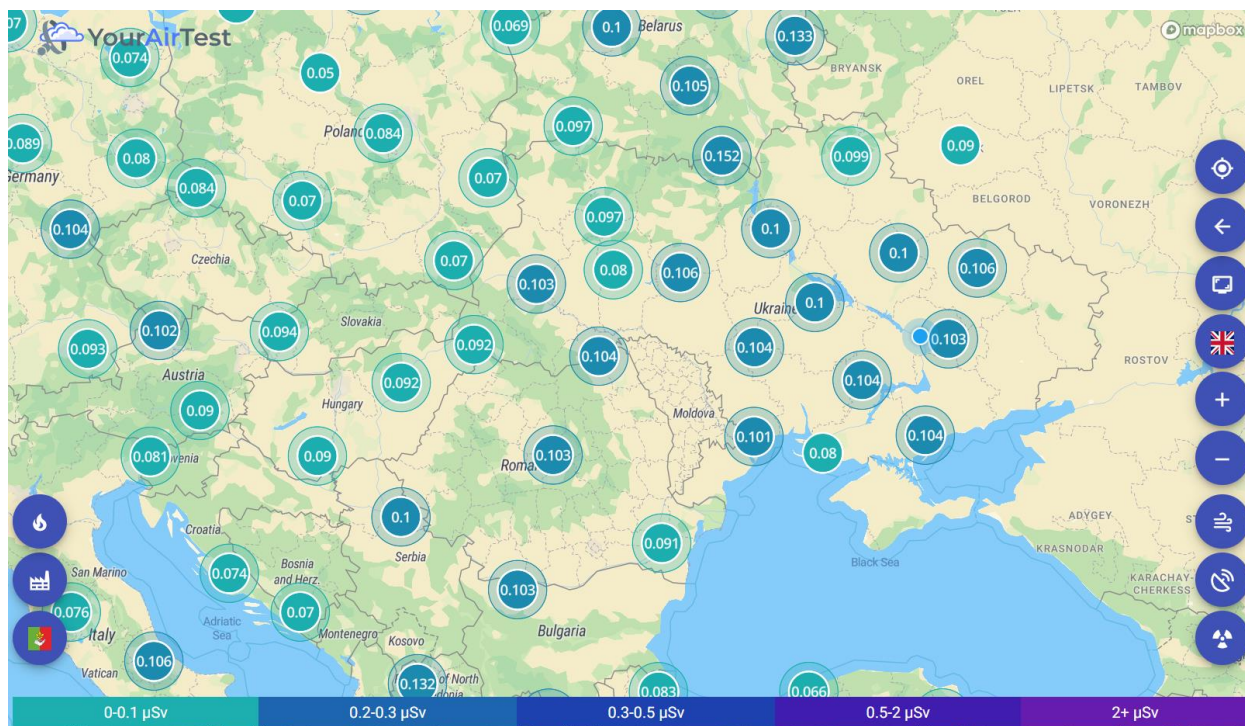 YourAirTest
mapbox
0.07
0.069
0.1
Belarus
0.133
0.074
0.05
BRYANSK
OREL
LIPETSK
TAMBOV
0.105
0.089
0.084
0.097
0.09
Germany
0.08
0.152
0.099
0.084
0.07
0.07
BELGOROD
VORONEZH
0.104
0.097
0.1
Czechia
0.07
0.103
0.08
0.106
0.1
0.106
0.093
0.102
0.094
Slovakia
0.092
0.104
Ukraine
0.1
0.104
0.103
ROSTOV
Austria
0.092
0.104
0.09
Hungary
Moldova
0.081
0.09
0.103
0.101
0.08
0.104
0.1
Croatia
Serbia
0.091
ADYGEY
KRASNODAR
Black Sea
San Marino
0.074
Bosnia
and Herz.
0.103
KARACHAY-
CHERKESS
0.076
Italy
Adriatic
Sea
0.07
Montenegro
Kosovo
Bulgaria
Vatican
0.106
0.132
of North
0.083
0.066
0-0.1 μSv
0.2-0.3 μSv
0.3-0.5 μSv
0.5-2 μSv
2+ μSv